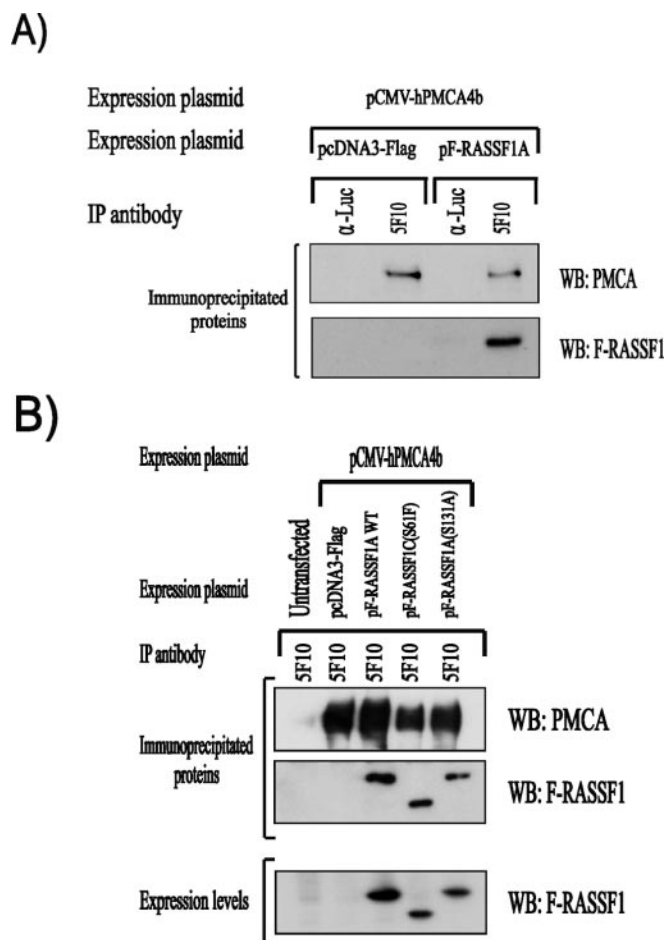 A)
Expression plasmid
pCMV-hPMCA4b
Expression plasmid
pcDNA3-Flag
pF-RASSF1A
IP antibody
α-Luc
5F10
α-Luc
5F10
Immunoprecipitated
proteins
WB: PMCA
WB: F-RASSF1
B)
Expression plasmid
pCMV-hPMCA4b
Expression plasmid
Untransfected
pcDNA3-Flag
pF-RASSF1A WT
pF-RASSF1C(S61F)
pF-RASSF1A(S131A)
IP antibody
5F10
5F10
5F10
5F10
5F10
Immunoprecipitated
proteins
WB: PMCA
WB: F-RASSF1
Expression levels
WB: F-RASSF1